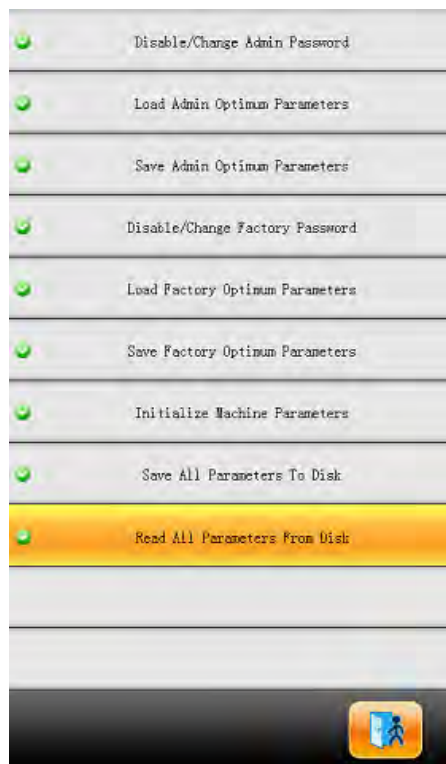 Disable/Change Admin Password
Load Admin Optimum Parameters
Save Admin Optimum Parameters
Disable/Change Factory Password
Load Factory Optimum Parameters
Save Factory Optimum Parameters
Initialize Machine Parameters
Save All Parameters To Disk
Read All Parameters From Disk